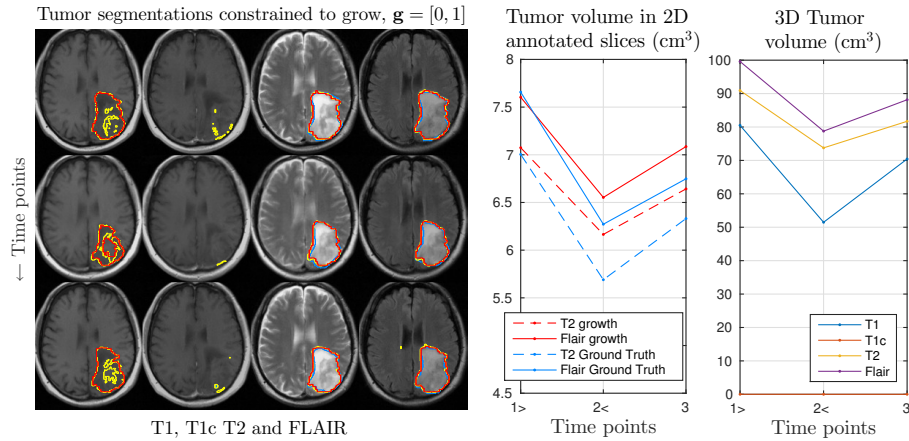 Tumor segmentations constrained to grow, g = [0, 1]
← Time points
T1, T1c T2 and FLAIR
Tumor volume in 2D
annotated slices (cm³)
8
7.5
7
6.5
6
5.5
5
4.5
T2 growth
Flair growth
T2 Ground Truth
Flair Ground Truth
1>
2<
3
Time points
3D Tumor
volume (cm³)
100
90
80
70
60
50
40
30
20
10
0
T1
T1c
T2
Flair
1>
2<
3
Time points